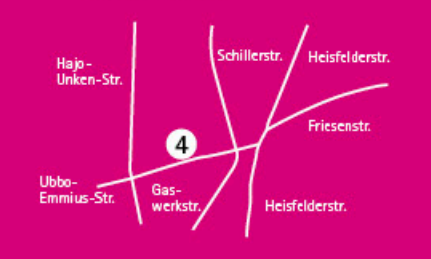 Schillerstr.
Heisfelderstr.
Hajo-
Unken-Str.
Friesenstr.
4
Ubbo-
Emmius-Str.
Gas-
werkstr.
Heisfelderstr.